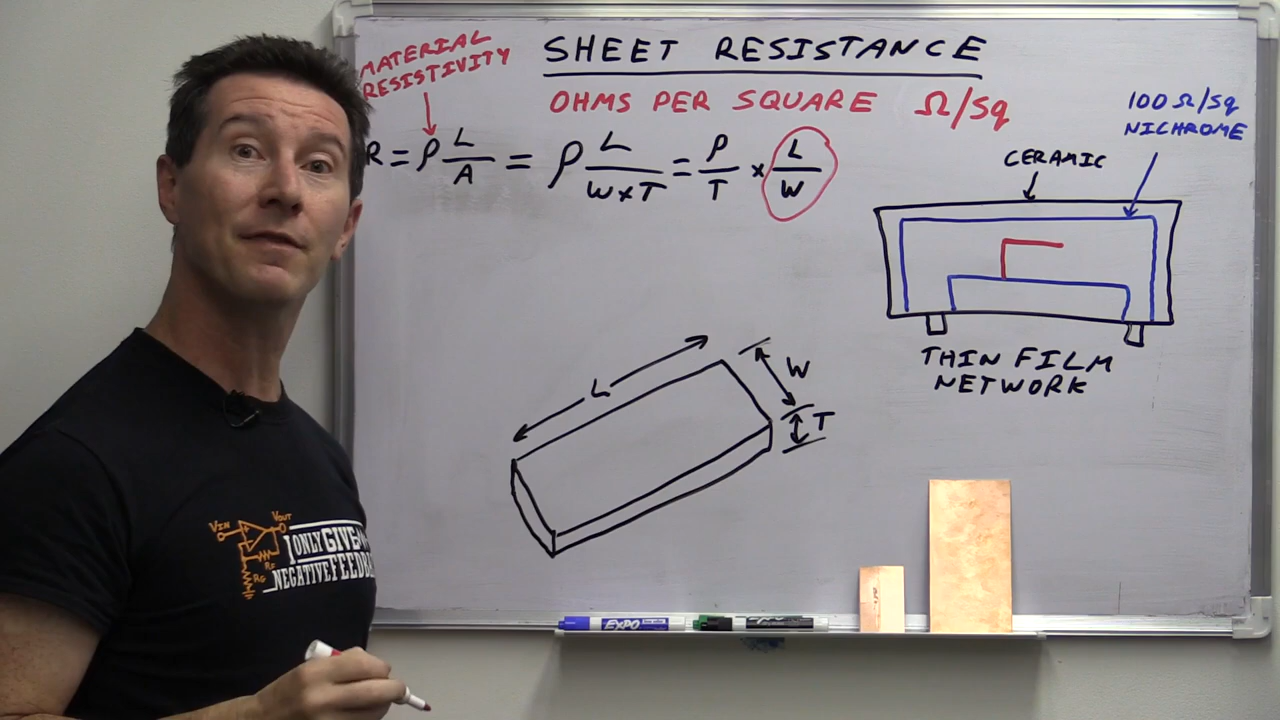 SHEET RESISTANCE
MATERIAL
RESISTIVITY
OHMS PER SQUARE Ω/sq
R = ρ L/A = ρ L/(W x T) = ρ/T x L/W
100Ω/sq
NICHROME
CERAMIC
THIN FILM
NETWORK
L
W
T
VIN
VOUT
RF
RG
I ONLY GIVE
NEGATIVE FEEDBACK
EXPO